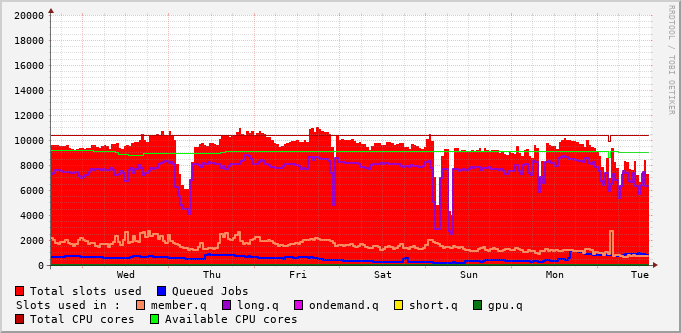 RRDTOOL / TOBI OETIKER
20000
18000
16000
14000
12000
10000
8000
6000
4000
2000
0
Wed Thu Fri Sat Sun Mon Tue
Total slots used Queued Jobs
Slots used in : member.q long.q ondemand.q short.q gpu.q
Total CPU cores Available CPU cores